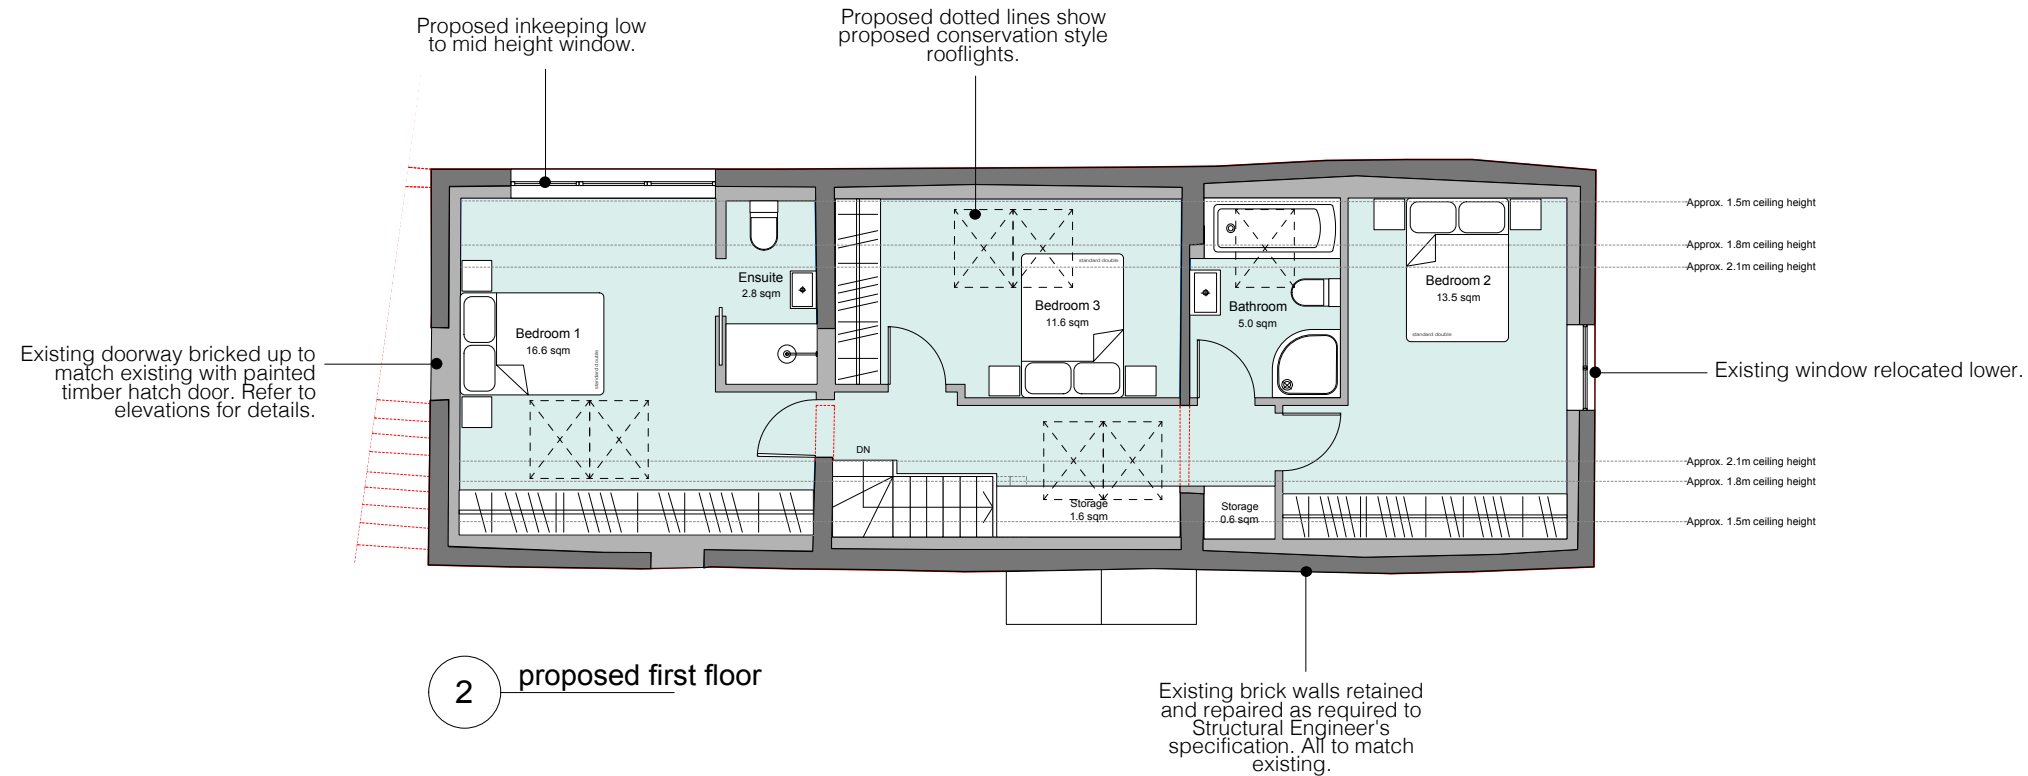 Proposed inkeeping low
to mid height window.
Proposed dotted lines show
proposed conservation style
rooflights.
Approx. 1.5m ceiling height
Approx. 1.8m ceiling height
Approx. 2.1m ceiling height
standard double
Ensuite
2.8 sqm
Bedroom 3
11.6 sqm
Bathroom
5.0 sqm
Bedroom 2
13.5 sqm
standard double
Bedroom 1
16.6 sqm
standard double
Existing doorway bricked up to
match existing with painted
timber hatch door. Refer to
elevations for details.
Existing window relocated lower.
DN
Approx. 2.1m ceiling height
Approx. 1.8m ceiling height
Approx. 1.5m ceiling height
Storage
1.6 sqm
Storage
0.6 sqm
2
proposed first floor
Existing brick walls retained
and repaired as required to
Structural Engineer's
specification. All to match
existing.